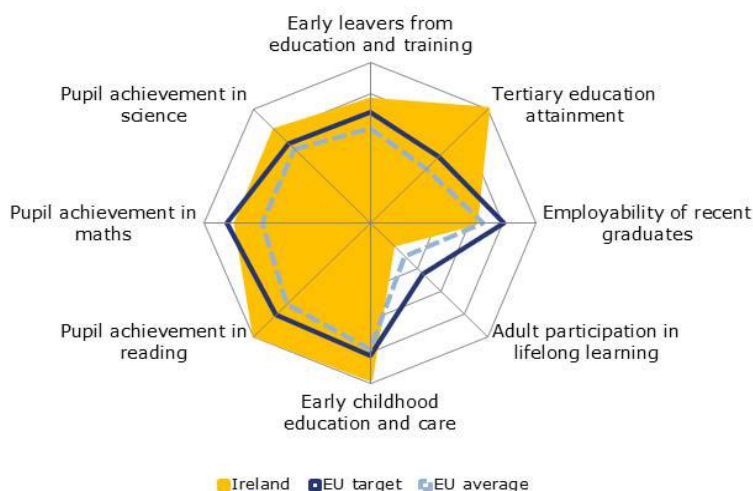 Early leavers from
education and training
Pupil achievement in
science
Tertiary education
attainment
Pupil achievement in
maths
Employability of recent
graduates
Pupil achievement in
reading
Adult participation in
lifelong learning
Early childhood
education and care
Ireland EU target EU average